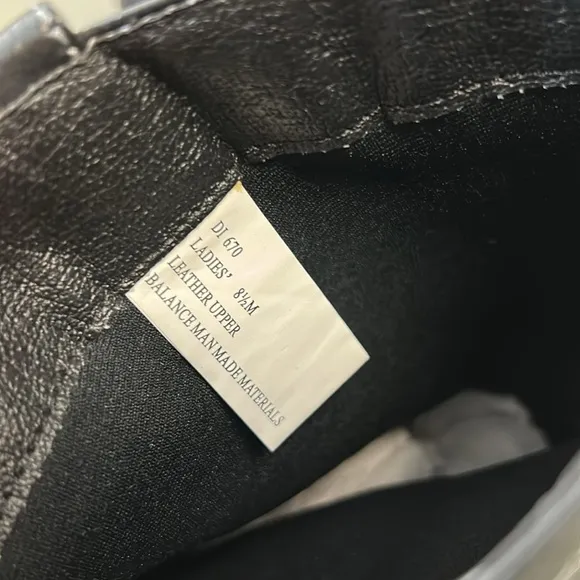 DI 670
LADIES' 8½M
LEATHER UPPER
BALANCE MAN MADE MATERIALS